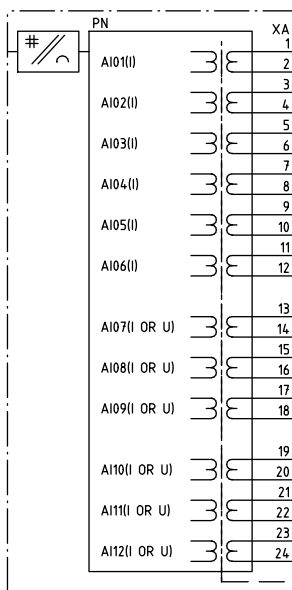 PN
XA
#
1
AI01(I)
2
3
AI02(I)
4
5
AI03(I)
6
7
AI04(I)
8
9
AI05(I)
10
11
AI06(I)
12
13
AI07(I OR U)
14
15
AI08(I OR U)
16
17
AI09(I OR U)
18
19
AI10(I OR U)
20
21
AI11(I OR U)
22
23
AI12(I OR U)
24